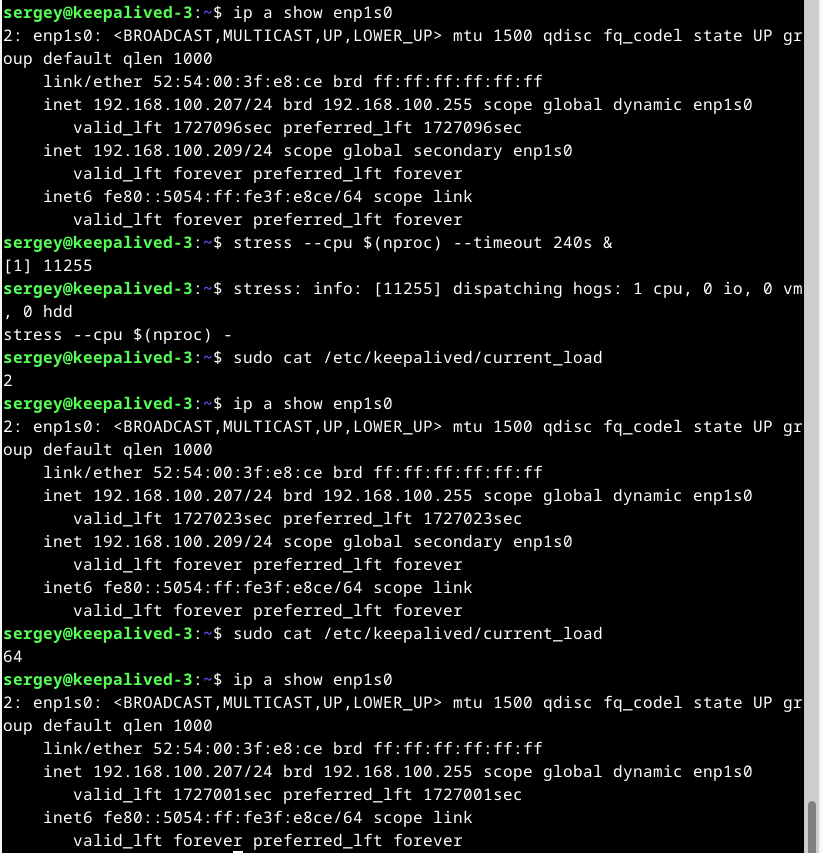 sergey@keepalived-3:~$ ip a show enp1s0
2: enp1s0: <BROADCAST,MULTICAST,UP,LOWER_UP> mtu 1500 qdisc fq_codel state UP gr
oup default qlen 1000
    link/ether 52:54:00:3f:e8:ce brd ff:ff:ff:ff:ff:ff
    inet 192.168.100.207/24 brd 192.168.100.255 scope global dynamic enp1s0
       valid_lft 1727096sec preferred_lft 1727096sec
    inet 192.168.100.209/24 scope global secondary enp1s0
       valid_lft forever preferred_lft forever
    inet6 fe80::5054:ff:fe3f:e8ce/64 scope link
       valid_lft forever preferred_lft forever
sergey@keepalived-3:~$ stress --cpu $(nproc) --timeout 240s &
[1] 11255
sergey@keepalived-3:~$ stress: info: [11255] dispatching hogs: 1 cpu, 0 io, 0 vm
, 0 hdd
stress --cpu $(nproc) -
sergey@keepalived-3:~$ sudo cat /etc/keepalived/current_load
2
sergey@keepalived-3:~$ ip a show enp1s0
2: enp1s0: <BROADCAST,MULTICAST,UP,LOWER_UP> mtu 1500 qdisc fq_codel state UP gr
oup default qlen 1000
    link/ether 52:54:00:3f:e8:ce brd ff:ff:ff:ff:ff:ff
    inet 192.168.100.207/24 brd 192.168.100.255 scope global dynamic enp1s0
       valid_lft 1727023sec preferred_lft 1727023sec
    inet 192.168.100.209/24 scope global secondary enp1s0
       valid_lft forever preferred_lft forever
    inet6 fe80::5054:ff:fe3f:e8ce/64 scope link
       valid_lft forever preferred_lft forever
sergey@keepalived-3:~$ sudo cat /etc/keepalived/current_load
64
sergey@keepalived-3:~$ ip a show enp1s0
2: enp1s0: <BROADCAST,MULTICAST,UP,LOWER_UP> mtu 1500 qdisc fq_codel state UP gr
oup default qlen 1000
    link/ether 52:54:00:3f:e8:ce brd ff:ff:ff:ff:ff:ff
    inet 192.168.100.207/24 brd 192.168.100.255 scope global dynamic enp1s0
       valid_lft 1727001sec preferred_lft 1727001sec
    inet6 fe80::5054:ff:fe3f:e8ce/64 scope link
       valid_lft forever preferred_lft forever